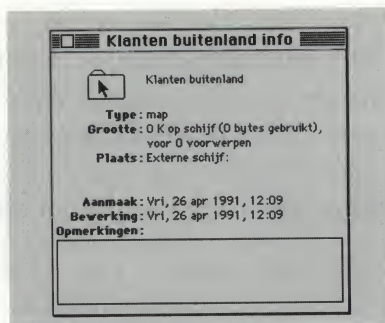 Klanten buitenland info
Klanten buitenland
Type: map
Grootte: 0 K op schijf (0 bytes gebruikt),
voor 0 voorwerpen
Plaats: Externe schijf:
Aanmaak: Vri, 26 apr 1991, 12:09
Bewerking: Vri, 26 apr 1991, 12:09
Opmerkingen: